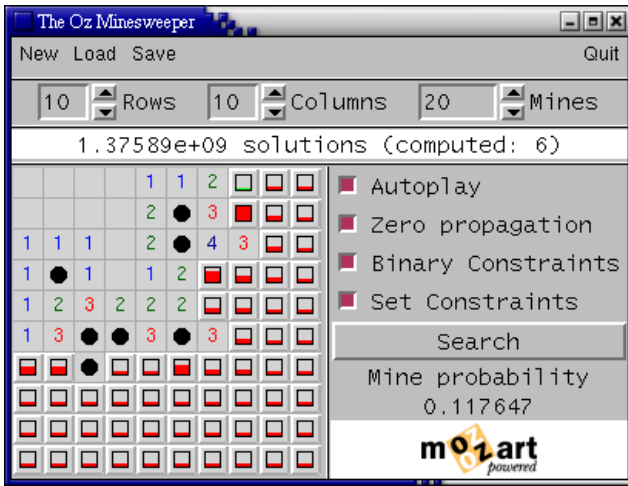 The Oz Minesweeper
New Load Save Quit
10 Rows 10 Columns 20 Mines
1.37589e+09 solutions (computed: 6)
1 1 2
2 3
1 1 1 2 4 3
1 1 1 2
1 2 3 2 2 2
1 3 3 3
Autoplay
Zero propagation
Binary Constraints
Set Constraints
Search
Mine probability
0.117647
mozart
powered